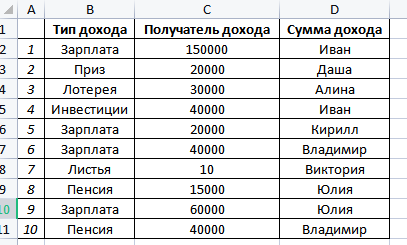 A B C D
1 Тип дохода Получатель дохода Сумма дохода
2 1 Зарплата 150000 Иван
3 2 Приз 20000 Даша
4 3 Лотерея 30000 Алина
5 4 Инвестиции 40000 Иван
6 5 Зарплата 20000 Кирилл
7 6 Зарплата 40000 Владимир
8 7 Листья 10 Виктория
9 8 Пенсия 15000 Юлия
10 9 Зарплата 60000 Юлия
11 10 Пенсия 40000 Владимир